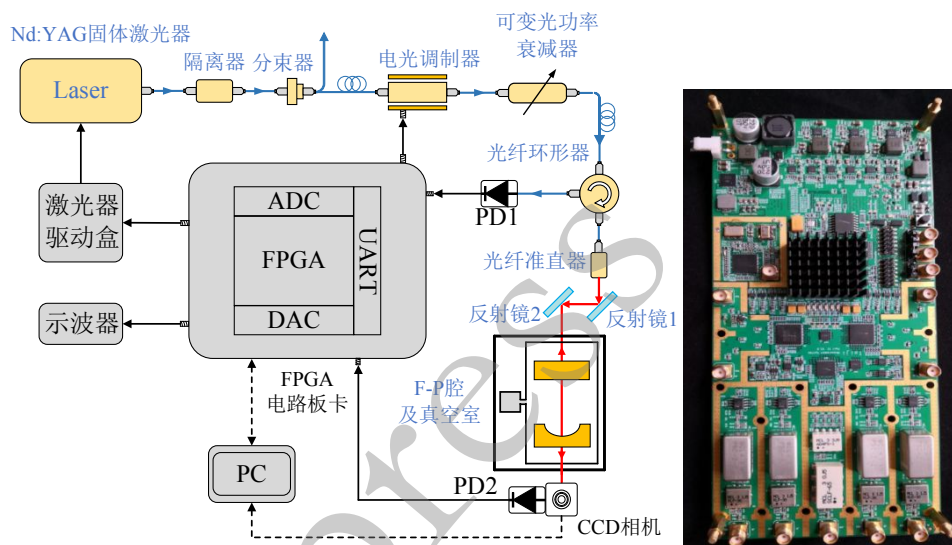 Nd:YAG固体激光器
隔离器
分束器
电光调制器
可变光功率
衰减器
Laser
光纤环形器
激光器
驱动盒
ADC
FPGA
DAC
UART
PD1
光纤准直器
示波器
反射镜2
反射镜1
FPGA
电路板卡
F-P腔
及真空室
PC
PD2
CCD相机
ress